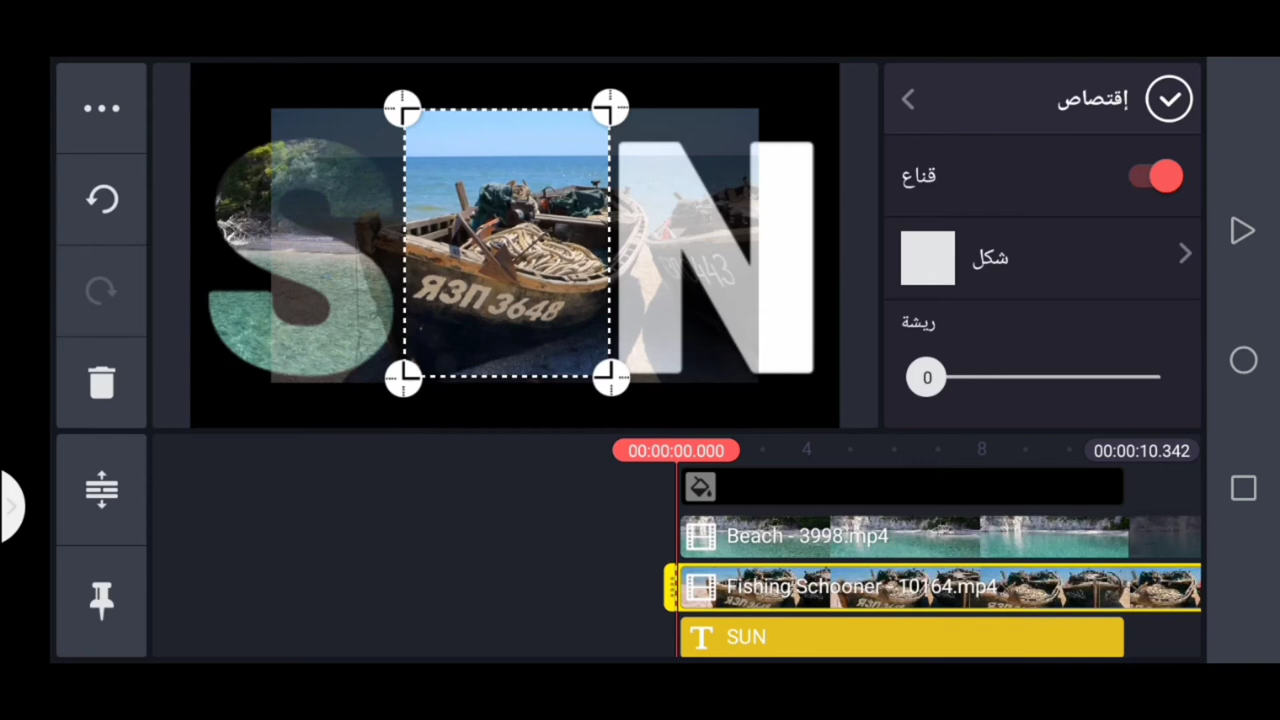 إقتصاص
قناع
شكل
ريشة
0
S N
ЯЗП 3648
443
00:00:00.000
4
8
00:00:10.342
Beach - 3998.mp4
Fishing Schooner - 10164.mp4
T SUN